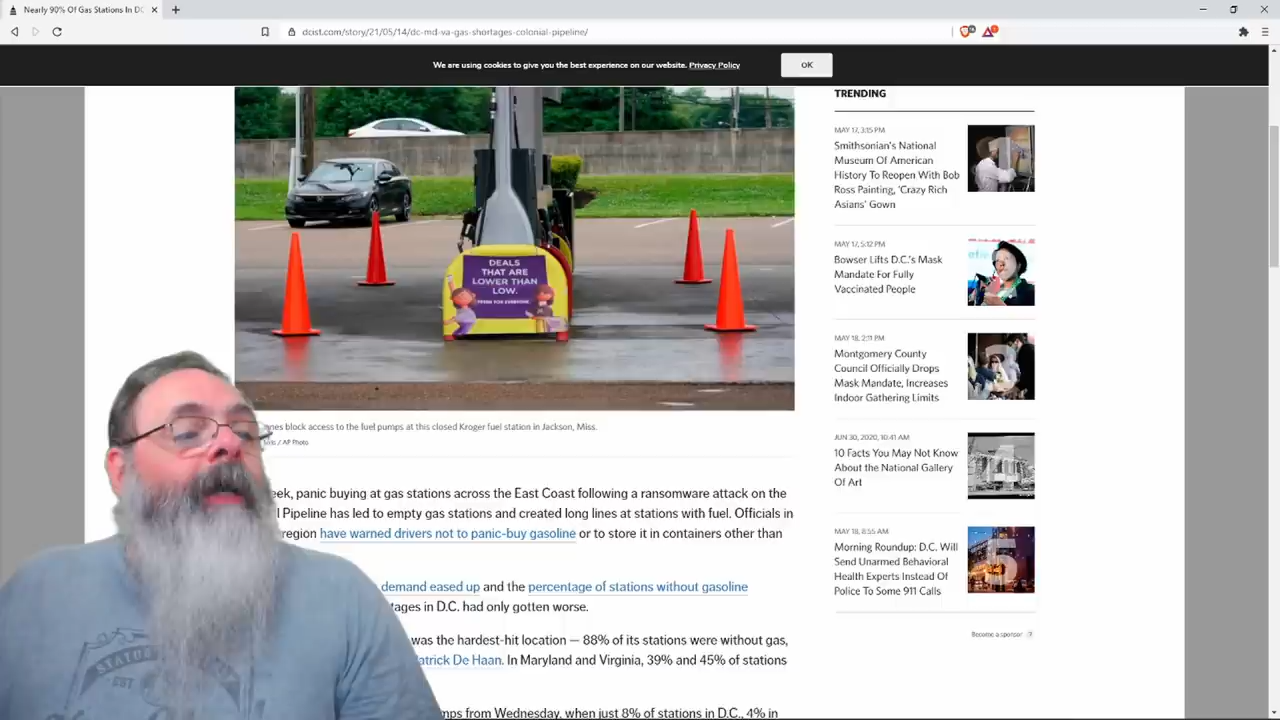 Nearly 90% Of Gas Stations In DC
dcist.com/story/21/05/14/dc-md-va-gas-shortages-colonial-pipeline/
We are using cookies to give you the best experience on our website. Privacy Policy
OK
DEALS
THAT ARE
LOWER THAN
LOW.
nes block access to the fuel pumps at this closed Kroger fuel station in Jackson, Miss.
/ AP Photo
ek, panic buying at gas stations across the East Coast following a ransomware attack on the
l Pipeline has led to empty gas stations and created long lines at stations with fuel. Officials in
region have warned drivers not to panic-buy gasoline or to store it in containers other than
demand eased up and the percentage of stations without gasoline
tages in D.C. had only gotten worse.
was the hardest-hit location — 88% of its stations were without gas,
atrick De Haan. In Maryland and Virginia, 39% and 45% of stations
mps from Wednesday, when just 8% of stations in D.C., 4% in
TRENDING
MAY 17, 3:15 PM
Smithsonian's National
Museum Of American
History To Reopen With Bob
Ross Painting, 'Crazy Rich
Asians' Gown
MAY 17, 5:12 PM
Bowser Lifts D.C.'s Mask
Mandate For Fully
Vaccinated People
MAY 18, 2:11 PM
Montgomery County
Council Officially Drops
Mask Mandate, Increases
Indoor Gathering Limits
JUN 30, 2020, 10:41 AM
10 Facts You May Not Know
About the National Gallery
Of Art
MAY 18, 8:55 AM
Morning Roundup: D.C. Will
Send Unarmed Behavioral
Health Experts Instead Of
Police To Some 911 Calls
5
Become a sponsor ?